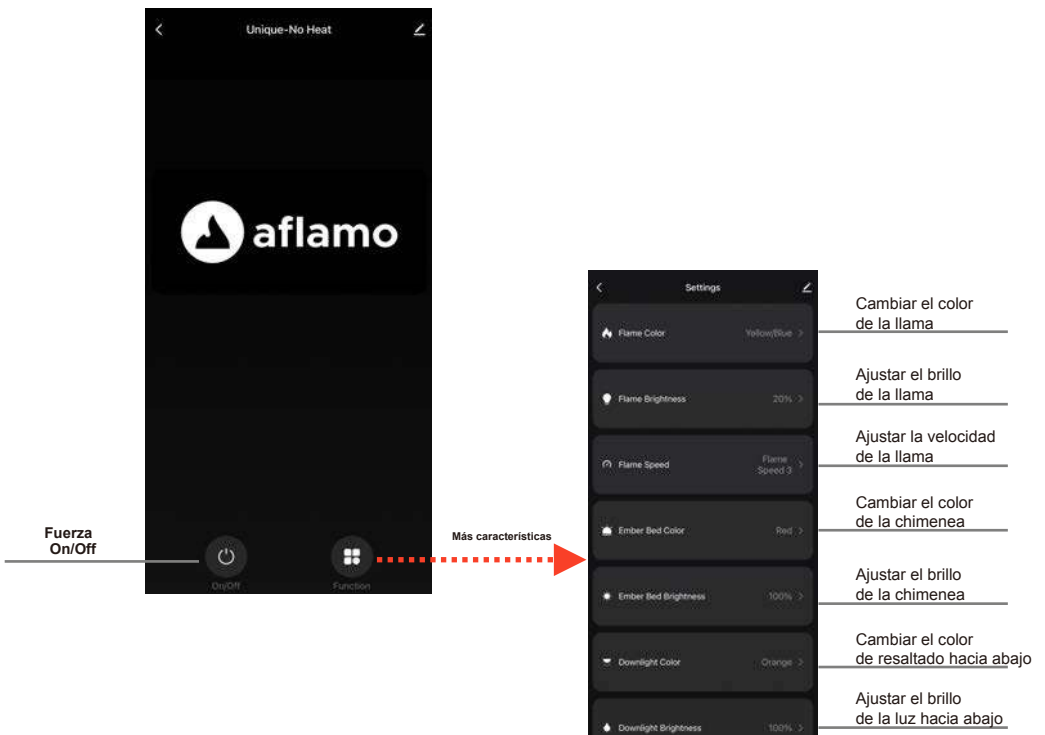 Unique-No Heat
aflamo
Fuerza
On/Off
On/Off
Function
Más características
Settings
Flame Color
Yellow/Blue
Cambiar el color
de la llama
Flame Brightness
20%
Ajustar el brillo
de la llama
Flame Speed
Flame
Speed 3
Ajustar la velocidad
de la llama
Ember Bed Color
Red
Cambiar el color
de la chimenea
Ember Bed Brightness
100%
Ajustar el brillo
de la chimenea
Downlight Color
Orange
Cambiar el color
de resaltado hacia abajo
Downlight Brightness
100%
Ajustar el brillo
de la luz hacia abajo